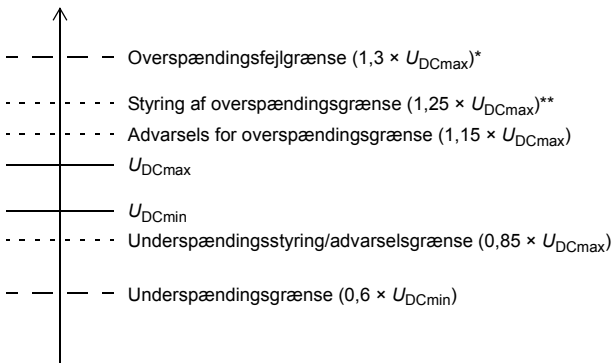 Overspændingsfejlgrænse (1,3 × UDCmax)*
Styring af overspændingsgrænse (1,25 × UDCmax)**
Advarsels for overspændingsgrænse (1,15 × UDCmax)
UDCmax
UDCmin
Underspændingsstyring/advarselsgrænse (0,85 × UDCmax)
Underspændingsgrænse (0,6 × UDCmin)